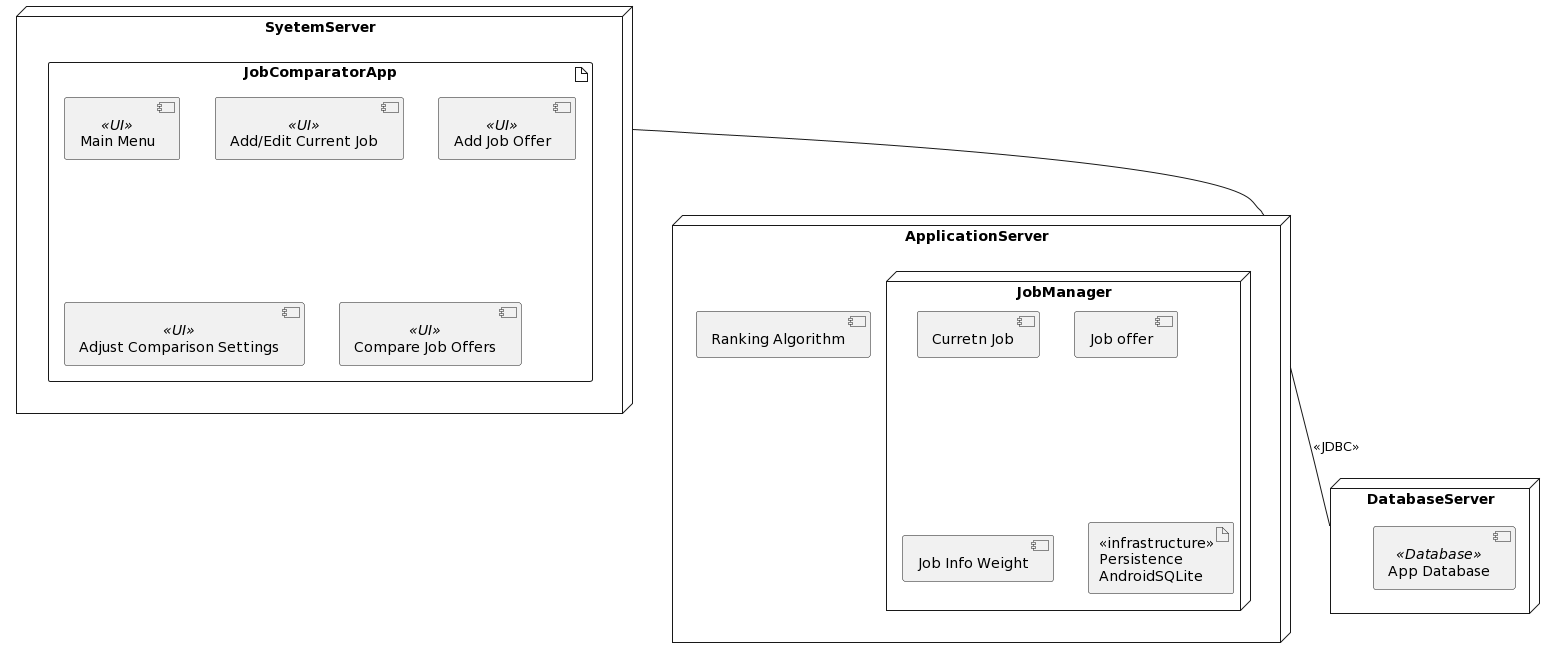 SyetemServer
JobComparatorApp
«UI»
Main Menu
«UI»
Add/Edit Current Job
«UI»
Add Job Offer
«UI»
Adjust Comparison Settings
«UI»
Compare Job Offers
ApplicationServer
JobManager
Ranking Algorithm
Curretn Job
Job offer
Job Info Weight
«infrastructure»
Persistence
AndroidSQLite
«JDBC»
DatabaseServer
«Database»
App Database